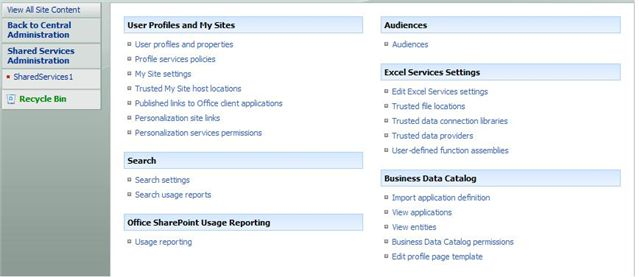 View All Site Content
Back to Central
Administration
Shared Services
Administration
SharedServices1
Recycle Bin
User Profiles and My Sites
User profiles and properties
Profile services policies
My Site settings
Trusted My Site host locations
Published links to Office client applications
Personalization site links
Personalization services permissions
Search
Search settings
Search usage reports
Office SharePoint Usage Reporting
Usage reporting
Audiences
Audiences
Excel Services Settings
Edit Excel Services settings
Trusted file locations
Trusted data connection libraries
Trusted data providers
User-defined function assemblies
Business Data Catalog
Import application definition
View applications
View entities
Business Data Catalog permissions
Edit profile page template